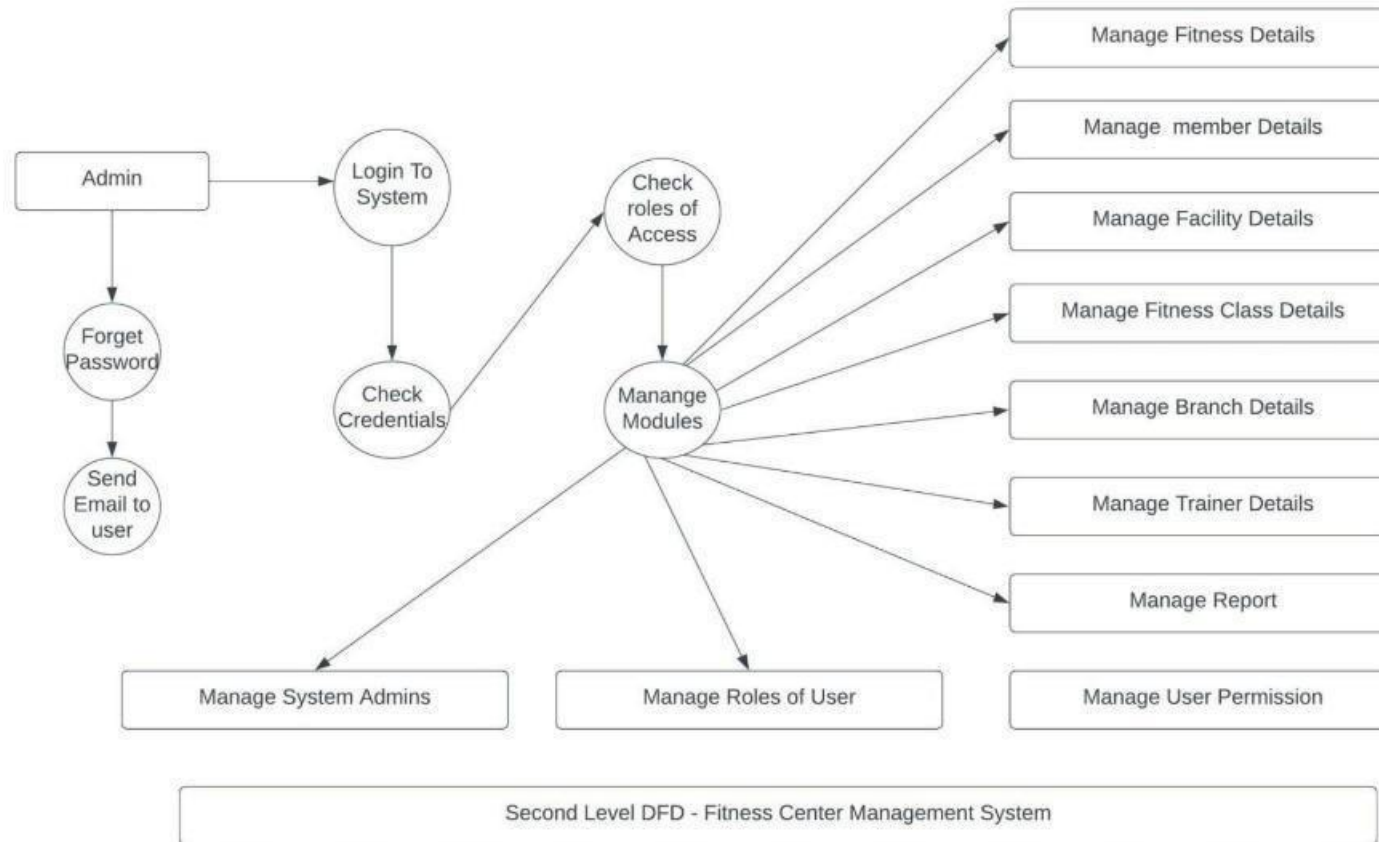 Manage Fitness Details
Manage member Details
Admin
Login To
System
Check
roles of
Access
Manage Facility Details
Manage Fitness Class Details
Forget
Password
Check
Credentials
Manange
Modules
Manage Branch Details
Send
Email to
user
Manage Trainer Details
Manage Report
Manage System Admins
Manage Roles of User
Manage User Permission
Second Level DFD - Fitness Center Management System